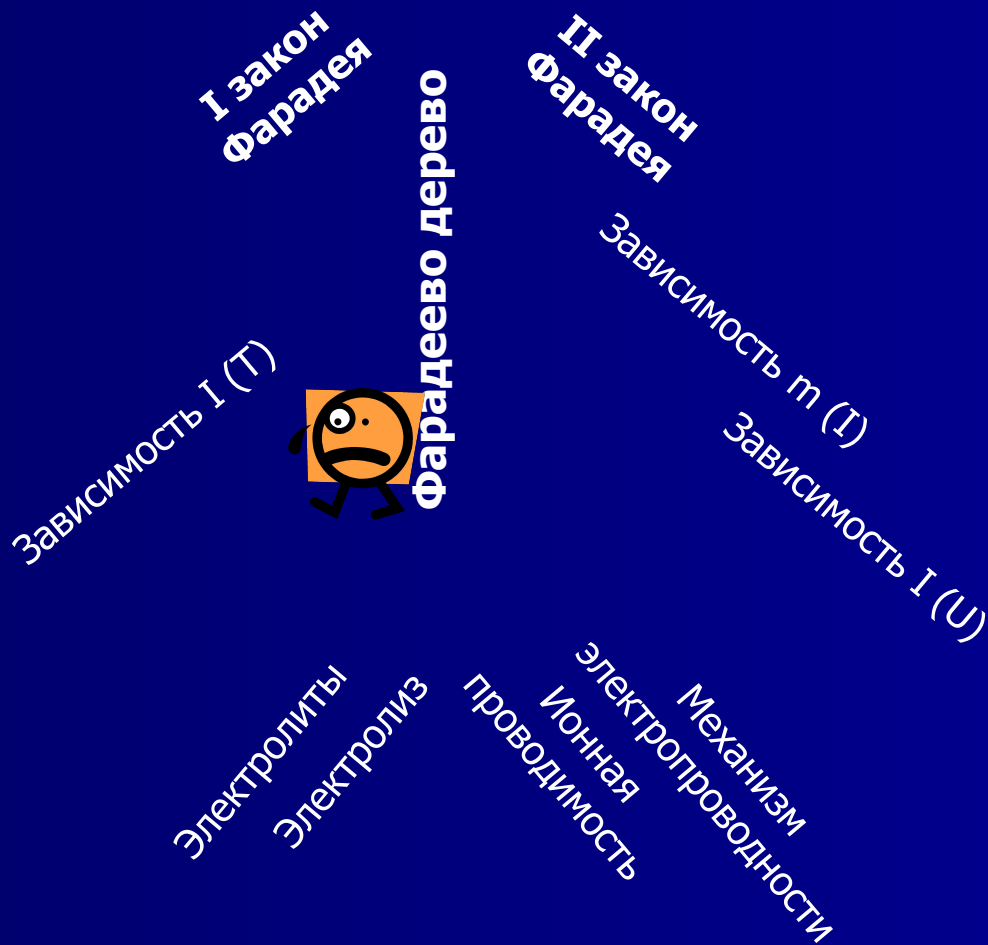 I закон
Фарадея
II закон
Фарадея
Фарадеево дерево
Зависимость m (I)
Зависимость I (T)
Зависимость I (U)
Электролиты
Электролиз
Ионная
проводимость
Механизм
электропроводности